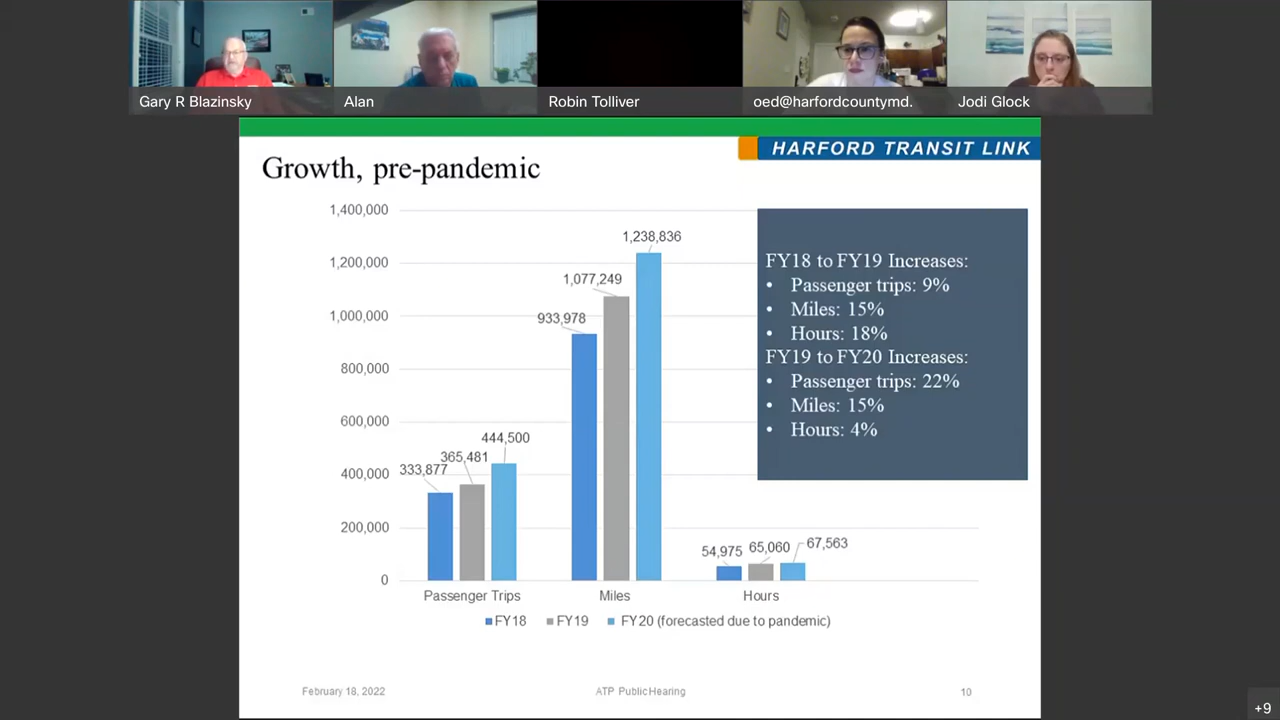 Gary R Blazinsky
Alan
Robin Tolliver
oed@harfordcountymd.
Jodi Glock
HARFORD TRANSIT LINK
Growth, pre-pandemic
1,400,000
1,200,000
1,000,000
800,000
600,000
400,000
200,000
0
333,877
365,481
444,500
933,978
1,077,249
1,238,836
54,975
65,060
67,563
Passenger Trips
Miles
Hours
FY18
FY19
FY20 (forecasted due to pandemic)
FY18 to FY19 Increases:
• Passenger trips: 9%
• Miles: 15%
• Hours: 18%
FY19 to FY20 Increases:
• Passenger trips: 22%
• Miles: 15%
• Hours: 4%
February 18, 2022
ATP Public Hearing
10
+9